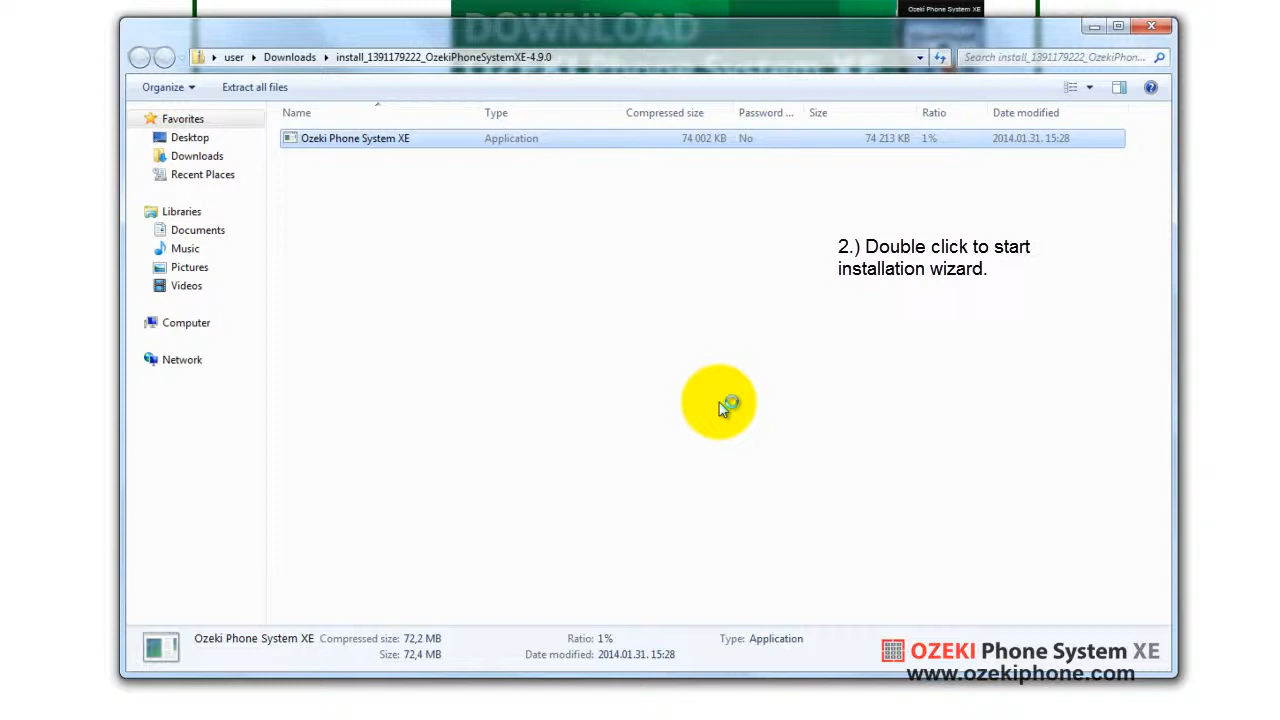 DOWNLOAD
Ozeki Phone System XE
user Downloads install_1391179222_OzekiPhoneSystemXE-4.9.0
Search install_1391179222_OzekiPhon...
Organize Extract all files
Name Type Compressed size Password ... Size Ratio Date modified
Ozeki Phone System XE Application 74 002 KB No 74 213 KB 1% 2014.01.31. 15:28
Favorites
Desktop
Downloads
Recent Places
Libraries
Documents
Music
Pictures
Videos
Computer
Network
2.) Double click to start
installation wizard.
Ozeki Phone System XE Compressed size: 72,2 MB Ratio: 1% Type: Application
Size: 72,4 MB Date modified: 2014.01.31. 15:28
OZEKI Phone System XE
www.ozekiphone.com